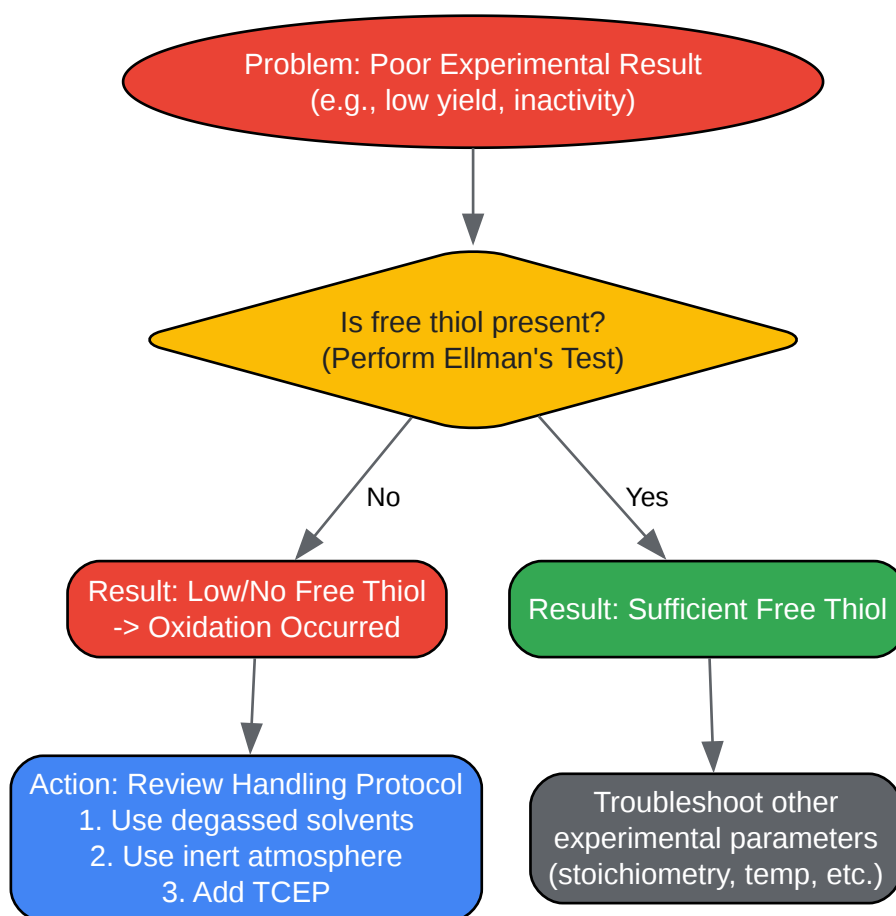 Problem: Poor Experimental Result
(e.g., low yield, inactivity)
Is free thiol present?
(Perform Ellman's Test)
No
Yes
Result: Low/No Free Thiol
-> Oxidation Occurred
Result: Sufficient Free Thiol
Action: Review Handling Protocol
1. Use degassed solvents
2. Use inert atmosphere
3. Add TCEP
Troubleshoot other
experimental parameters
(stoichiometry, temp, etc.)